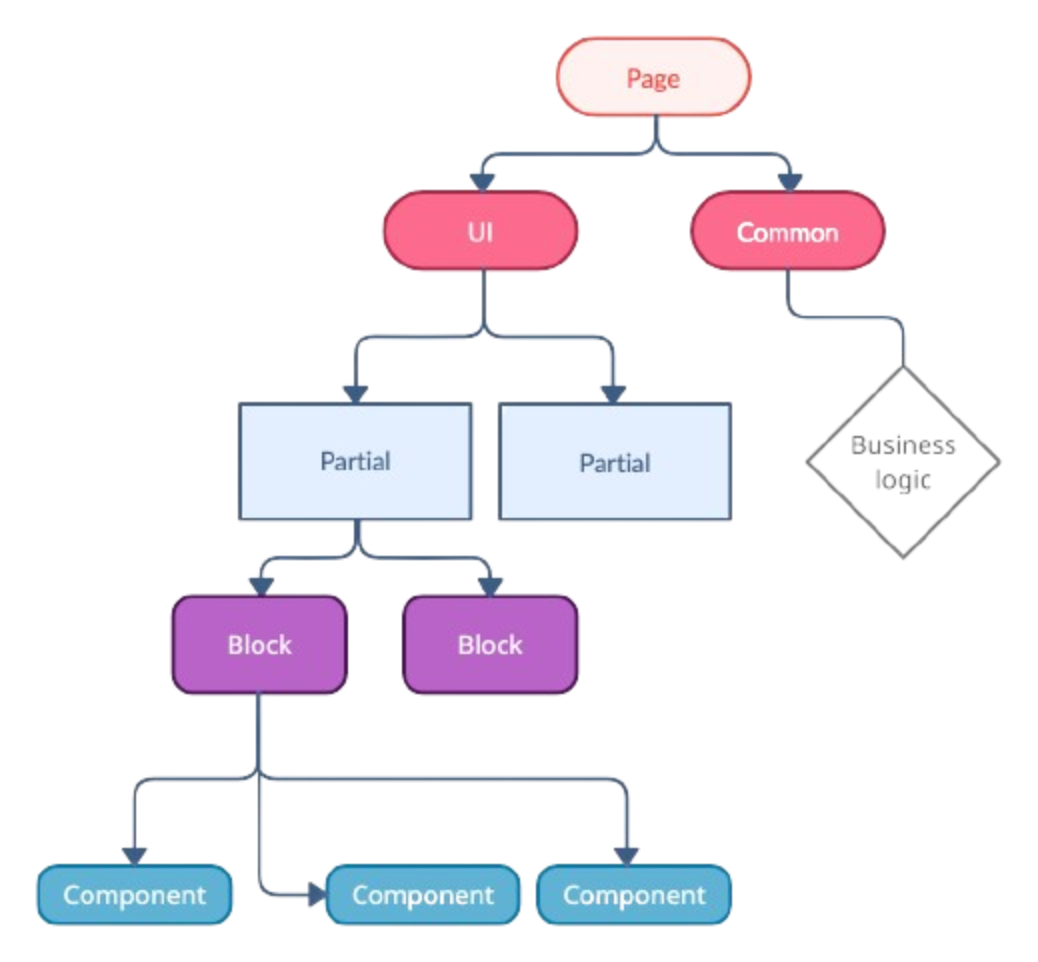 Page
UI
Common
Partial
Partial
Business
logic
Block
Block
Component
Component
Component